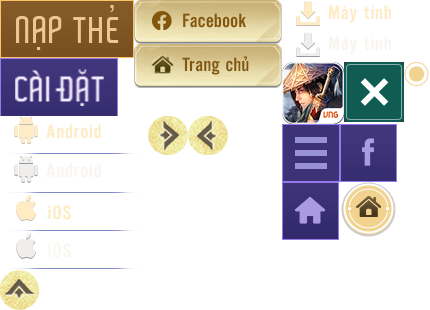 NẠP THẺ
CÀI ĐẶT
Android
Android
iOS
iOS
Facebook
Trang chủ
Máy tính
Máy tính
VNG
f